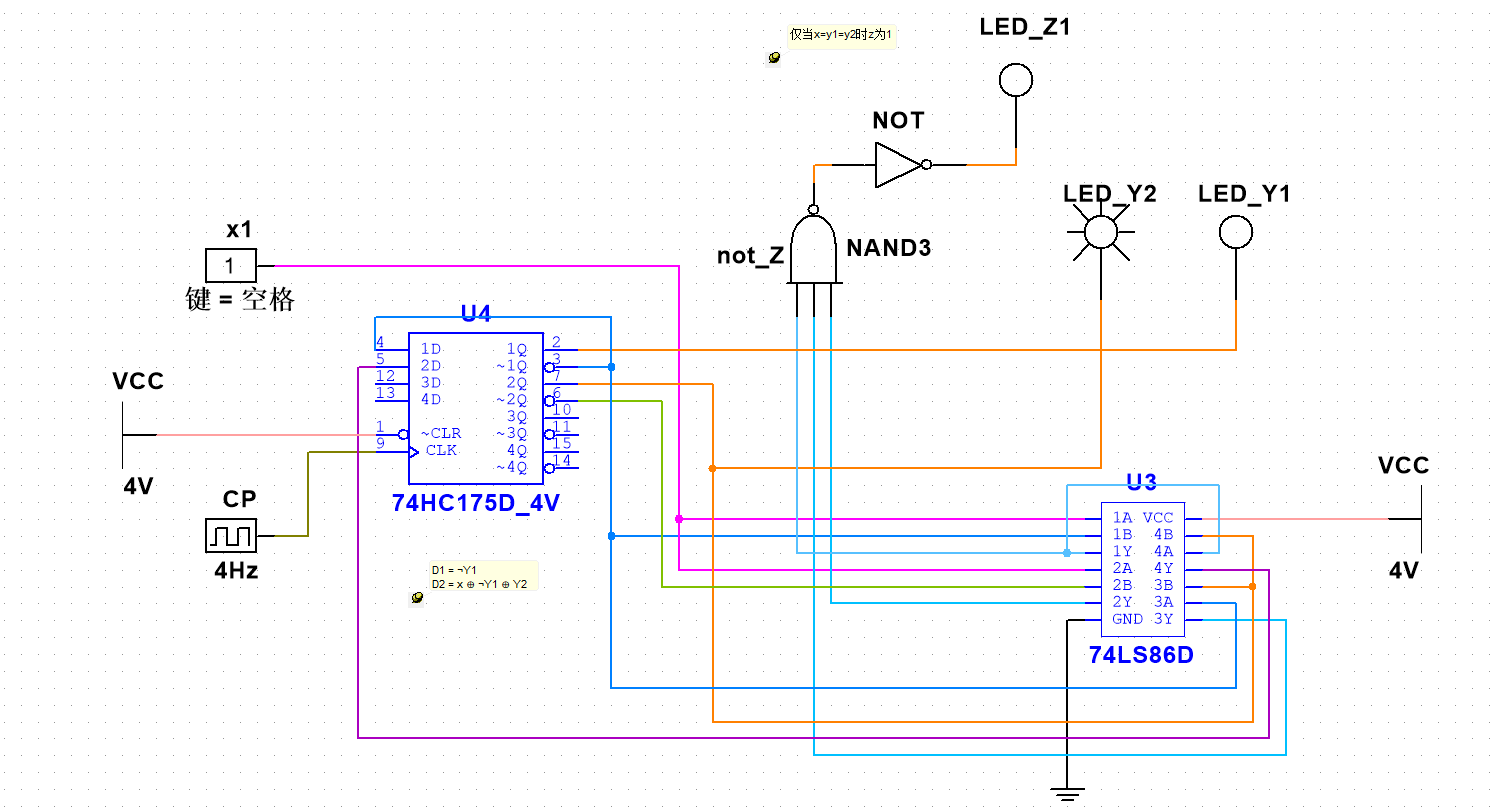 LED_Z1
仅当x=y1=y2时z为1
NOT
LED_Y2
LED_Y1
x1
1
键 = 空格
not_Z
NAND3
U4
4 1D 1Q 2
5 2D ~1Q 3
12 3D 2Q 7
13 4D ~2Q 6
3Q 10
1 ~CLR ~3Q 11
9 CLK 4Q 15
~4Q 14
74HC175D_4V
VCC
4V
CP
4Hz
D1 = ¬Y1
D2 = x ⊕ ¬Y1 ⊕ Y2
VCC
4V
U3
1A VCC
1B 4B
1Y 4A
2A 4Y
2B 3B
2Y 3A
GND 3Y
74LS86D